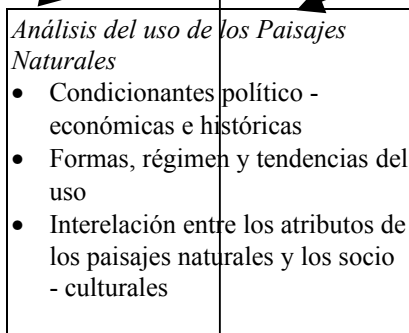 Análisis del uso de los Paisajes
Naturales
• Condicionantes político -
económicas e históricas
• Formas, régimen y tendencias del
uso
• Interelación entre los atributos de
los paisajes naturales y los socio
- culturales